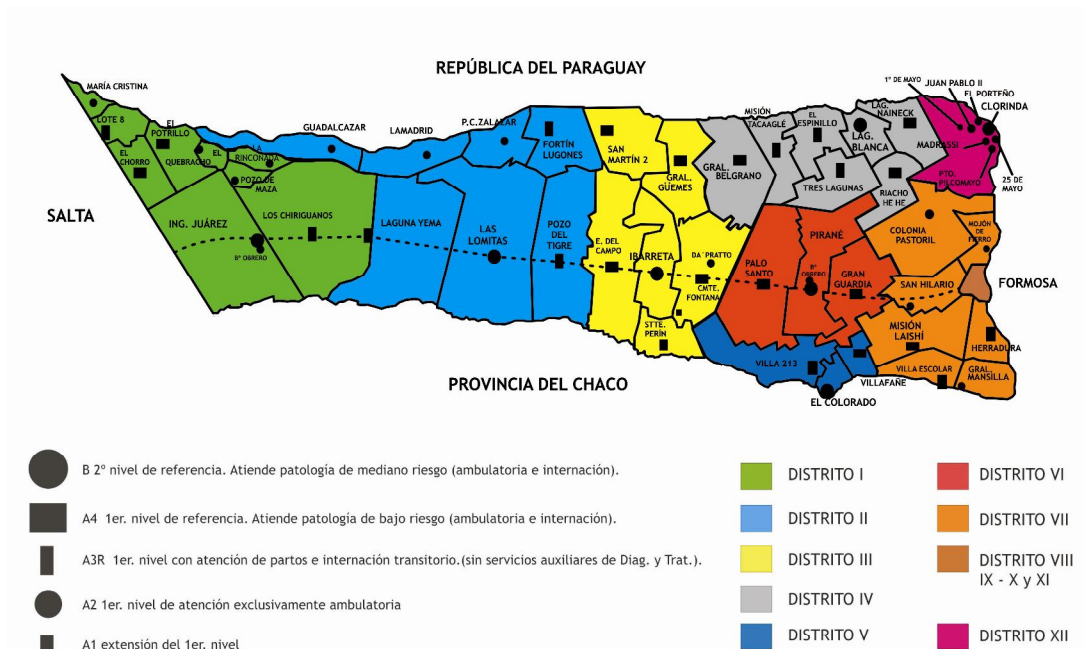 REPÚBLICA DEL PARAGUAY
MARÍA CRISTINA
LOTE 8
EL
POTRILLO
EL
CHORRO
QUEBRACHO
EL
LA
RINCONADA
POZO DE
MAZA
GUADALCAZAR
LAMADRID
P.C.ZALAZAR
FORTÍN
LUGONES
SAN
MARTÍN 2
GRAL.
GÜEMES
GRAL.
BELGRANO
MISIÓN
TACAAGLÉ
EL
ESPINILLO
TRES LAGUNAS
LAG.
NAINECK
LAG.
BLANCA
RIACHO
HE HE
1º DE MAYO
JUAN PABLO II
EL PORTEÑO
CLORINDA
MADRASSI
PTO.
PILCOMAYO
25 DE
MAYO
SALTA
ING. JUÁREZ
Bº OBRERO
LOS CHIRIGUANOS
LAGUNA YEMA
LAS
LOMITAS
POZO
DEL
TIGRE
E. DEL
CAMPO
IBARRETA
DA´PRATTO
CMTE.
FONTANA
STTE.
PERÍN
PALO
SANTO
PIRANÉ
Bº
OBRERO
GRAN
GUARDIA
COLONIA
PASTORIL
MOJÓN
DE
FIERRO
SAN HILARIO
FORMOSA
MISIÓN
LAISHÍ
HERRADURA
VILLA 213
VILLAFAÑE
EL COLORADO
VILLA ESCOLAR
GRAL.
MANSILLA
PROVINCIA DEL CHACO
B 2º nivel de referencia. Atiende patología de mediano riesgo (ambulatoria e internación).
A4 1er. nivel de referencia. Atiende patología de bajo riesgo (ambulatoria e internación).
A3R 1er. nivel con atención de partos e internación transitorio.(sin servicios auxiliares de Diag. y Trat.).
A2 1er. nivel de atención exclusivamente ambulatoria
A1 extensión del 1er. nivel
DISTRITO I
DISTRITO II
DISTRITO III
DISTRITO IV
DISTRITO V
DISTRITO VI
DISTRITO VII
DISTRITO VIII
IX - X y XI
DISTRITO XII